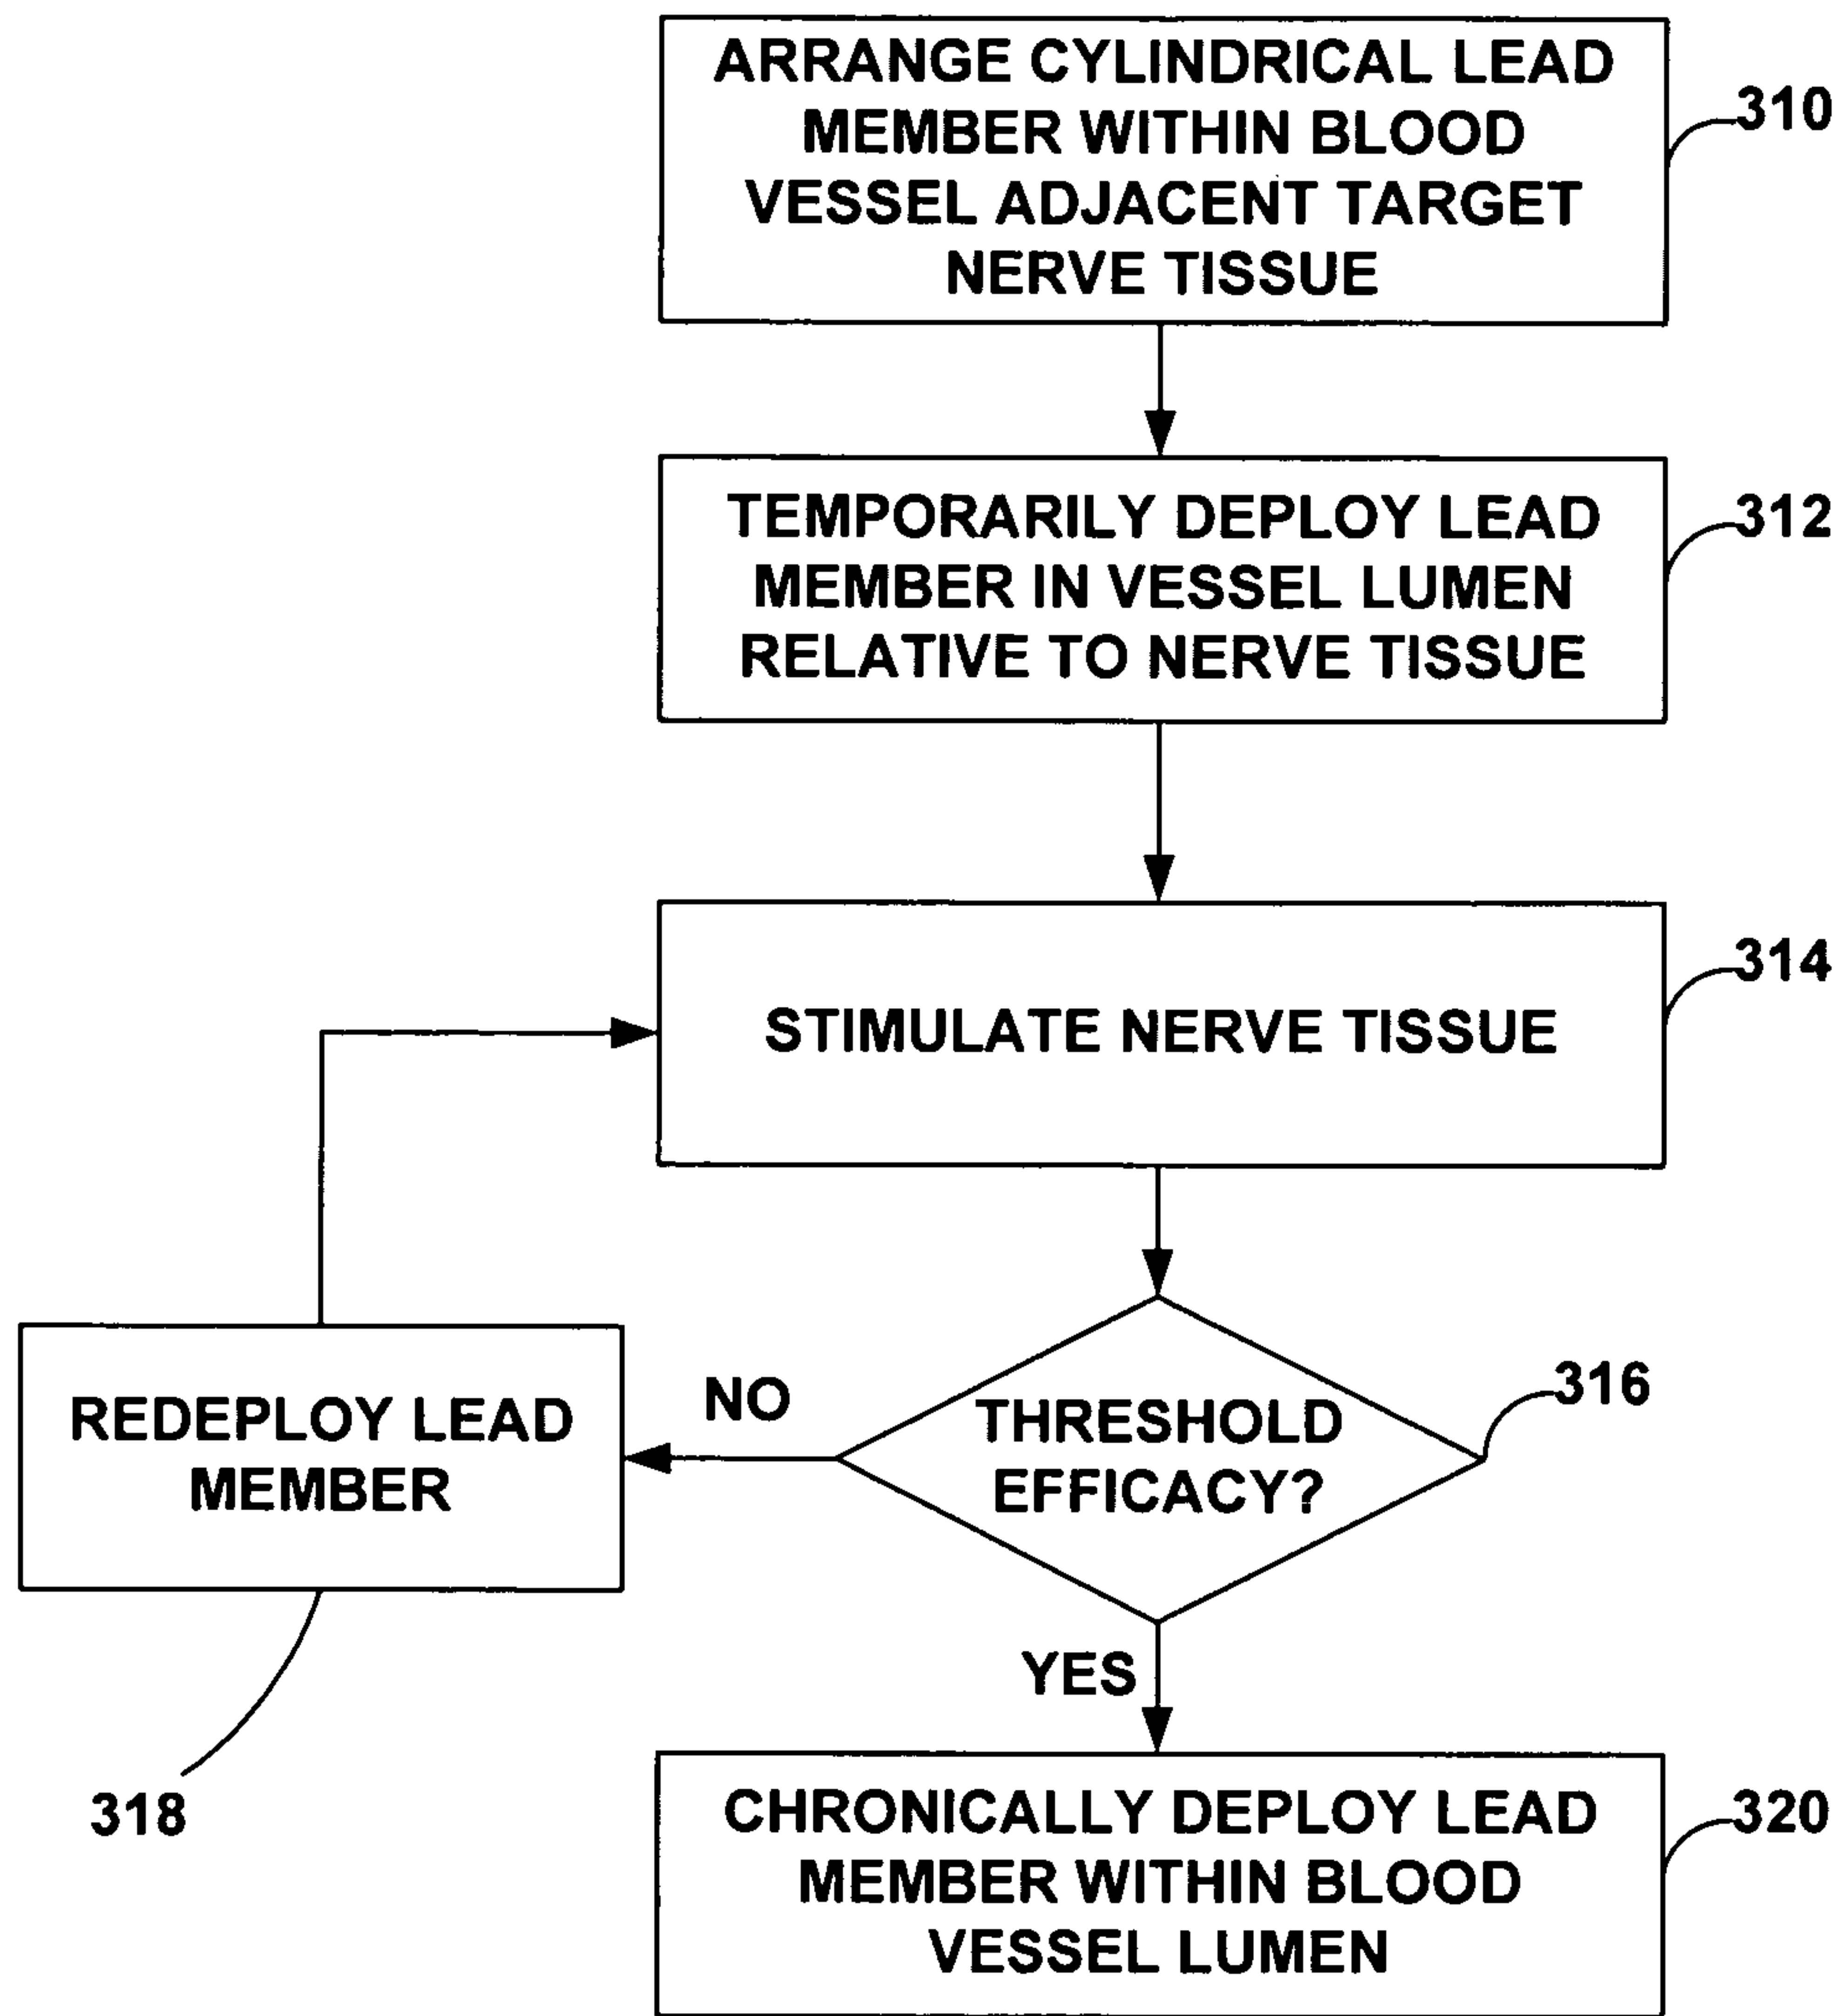 ARRANGE CYLINDRICAL LEAD
MEMBER WITHIN BLOOD
VESSEL ADJACENT TARGET
NERVE TISSUE
310
TEMPORARILY DEPLOY LEAD
MEMBER IN VESSEL LUMEN
RELATIVE TO NERVE TISSUE
312
STIMULATE NERVE TISSUE
314
THRESHOLD
EFFICACY?
316
NO
REDEPLOY LEAD
MEMBER
318
YES
CHRONICALLY DEPLOY LEAD
MEMBER WITHIN BLOOD
VESSEL LUMEN
320